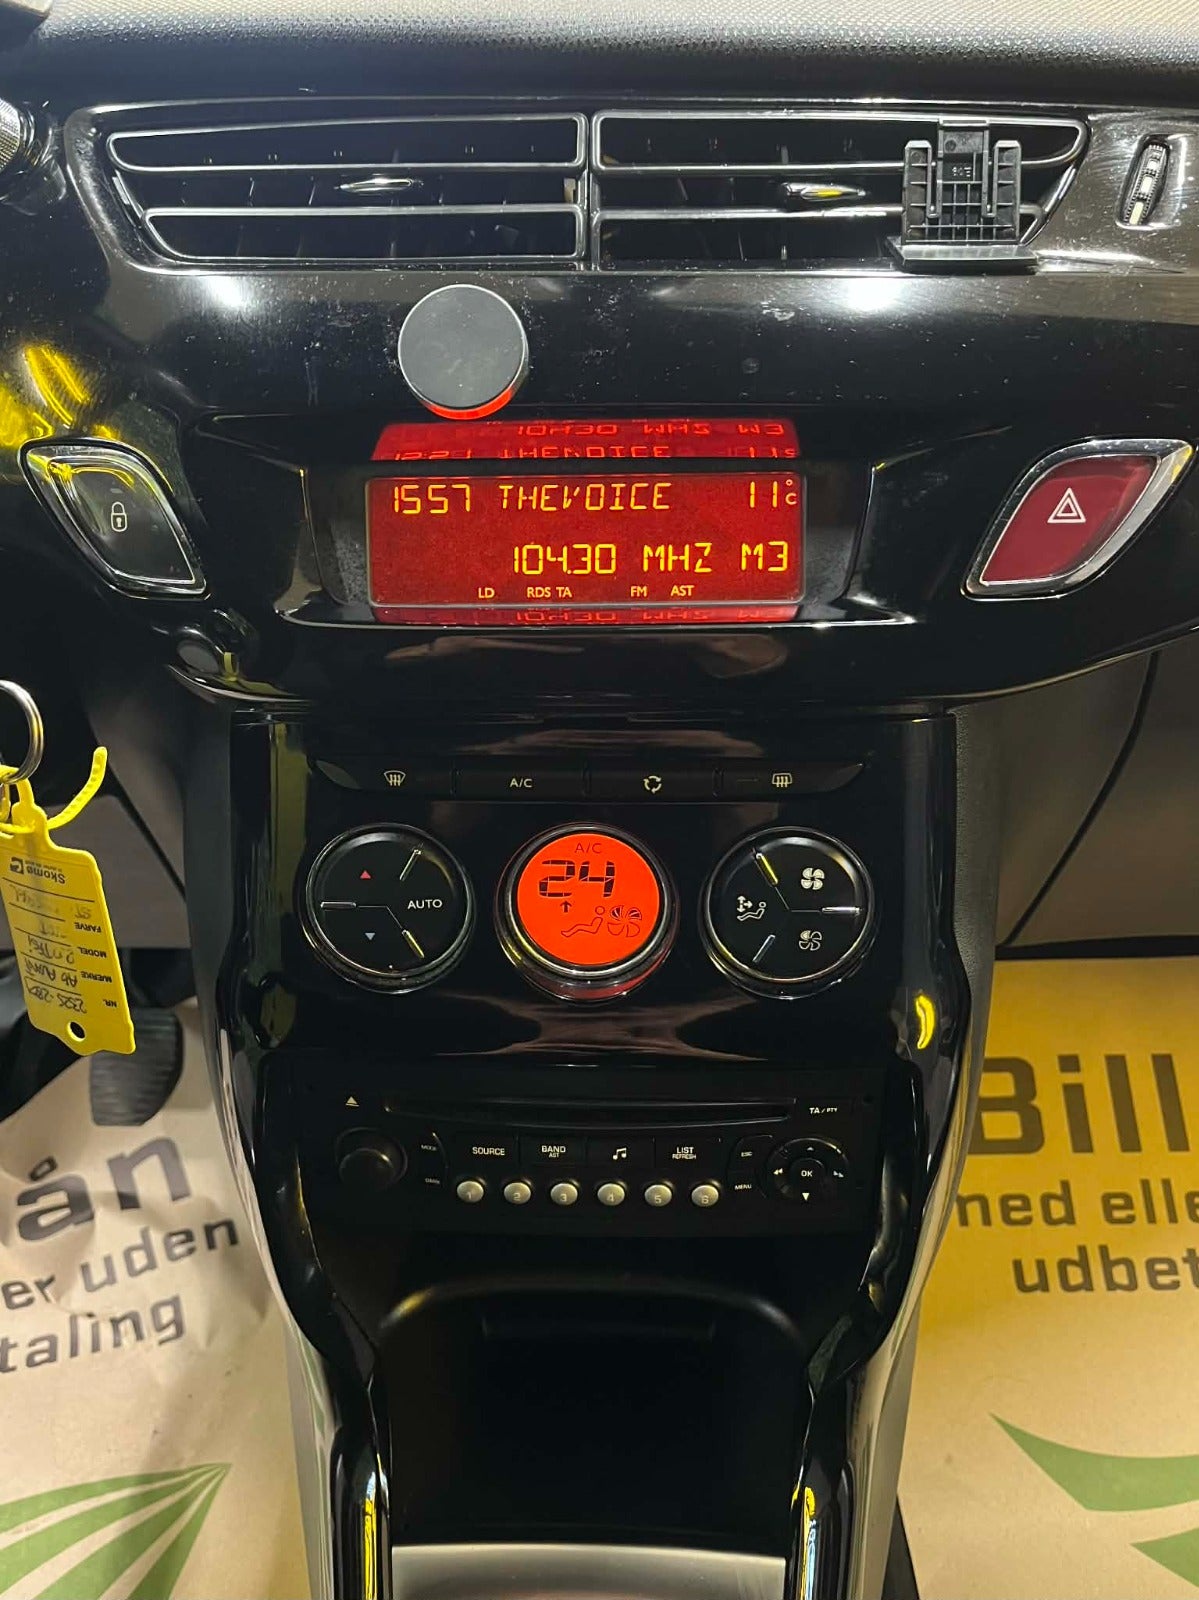 1557 THEVOICE 11°C
104.30 MHZ M3
LD RDS TA FM AST
A/C
A/C
24
AUTO
Skomø
FARVE
MODEL
MÆRKE
NR.
TA/PTY
MODE
SOURCE
BAND
AST
LIST
REFRESH
ESC
MENU
OK
1 2 3 4 5 6
ån
er uden
taling
Bill
med elle
udbet